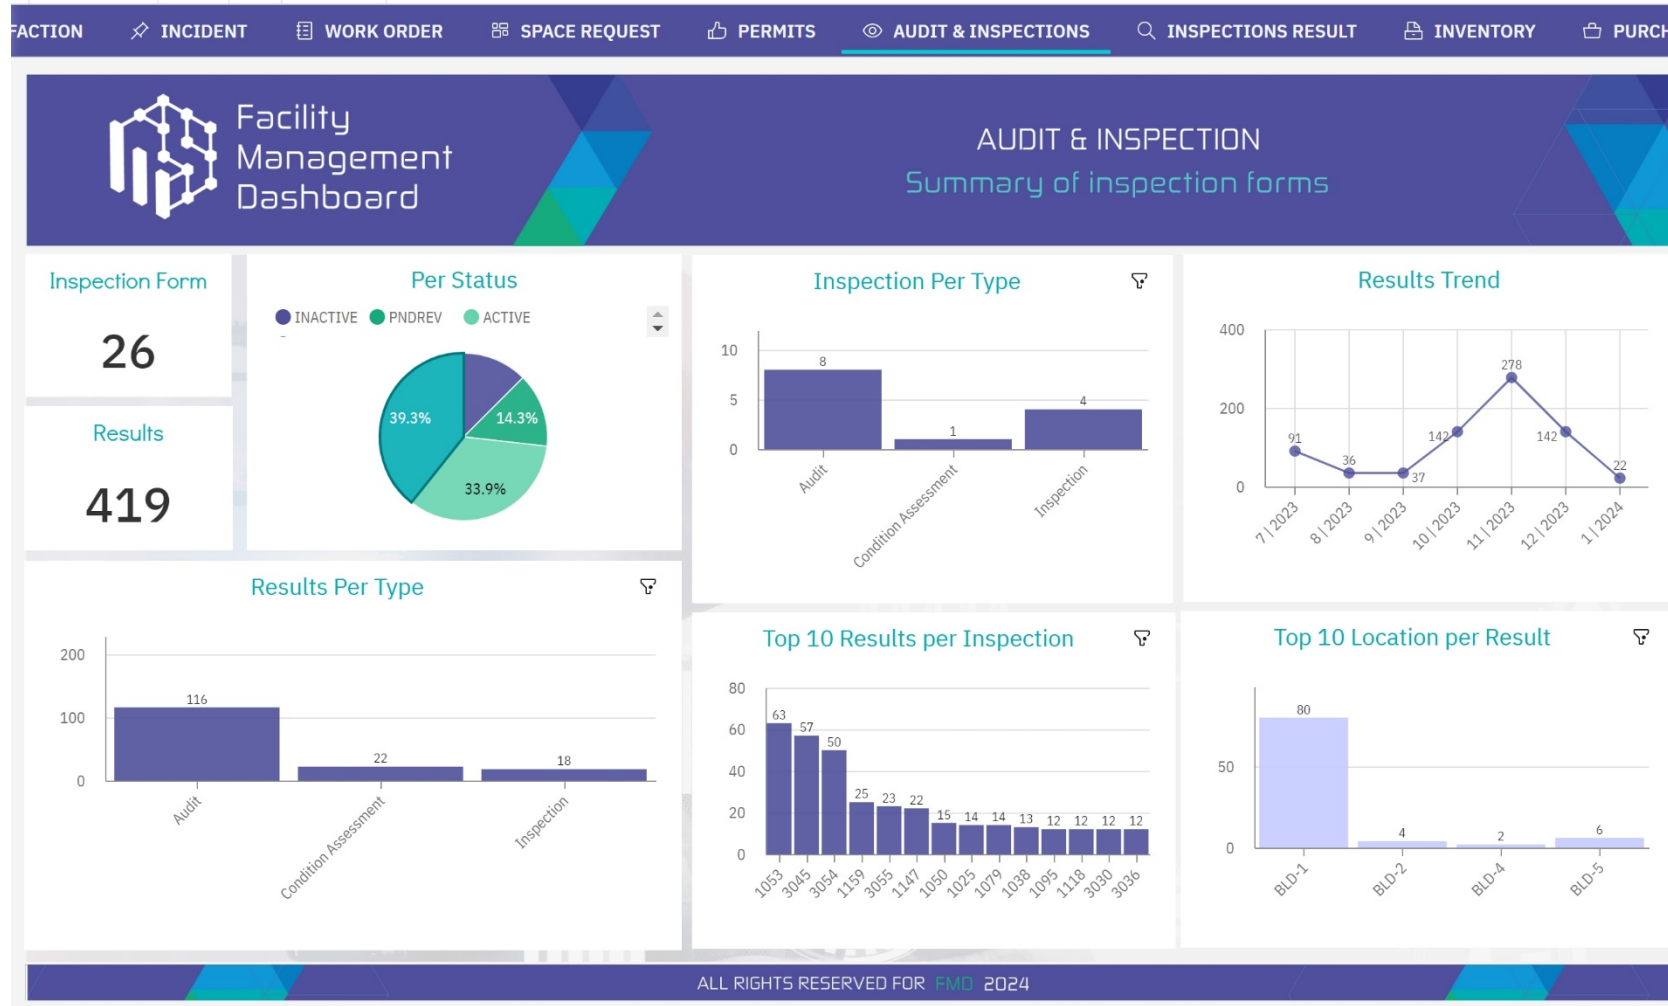 FACTION INCIDENT WORK ORDER SPACE REQUEST PERMITS AUDIT & INSPECTIONS INSPECTIONS RESULT INVENTORY PURCH
Facility
Management
Dashboard
AUDIT & INSPECTION
Summary of inspection forms
Inspection Form
26
Results
419
Per Status
INACTIVE PNDREV ACTIVE
39.3% 14.3%
33.9%
Inspection Per Type
10
5
0
8
1
4
Audit
Condition Assessment
Inspection
Results Trend
400
200
0
91
36
37
142
278
142
22
7 | 2023
8 | 2023
9 | 2023
10 | 2023
11 | 2023
12 | 2023
1 | 2024
Results Per Type
200
100
0
116
22
18
Audit
Condition Assessment
Inspection
Top 10 Results per Inspection
80
60
40
20
0
63
57
50
25
23
22
15
14
14
13
12
12
12
12
1053
3045
3054
1159
3055
1147
1050
1025
1079
1038
1095
1118
3030
3036
Top 10 Location per Result
50
0
80
4
2
6
BLD-1
BLD-2
BLD-4
BLD-5
ALL RIGHTS RESERVED FOR FMD 2024